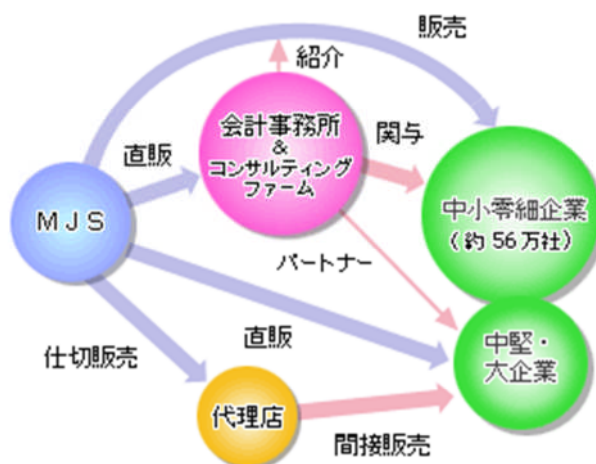 販売
紹介
会計事務所
&
コンサルティング
ファーム
関与
直販
MJS
中小零細企業
(約56万社)
パートナー
仕切販売
直販
中堅・
大企業
代理店
間接販売